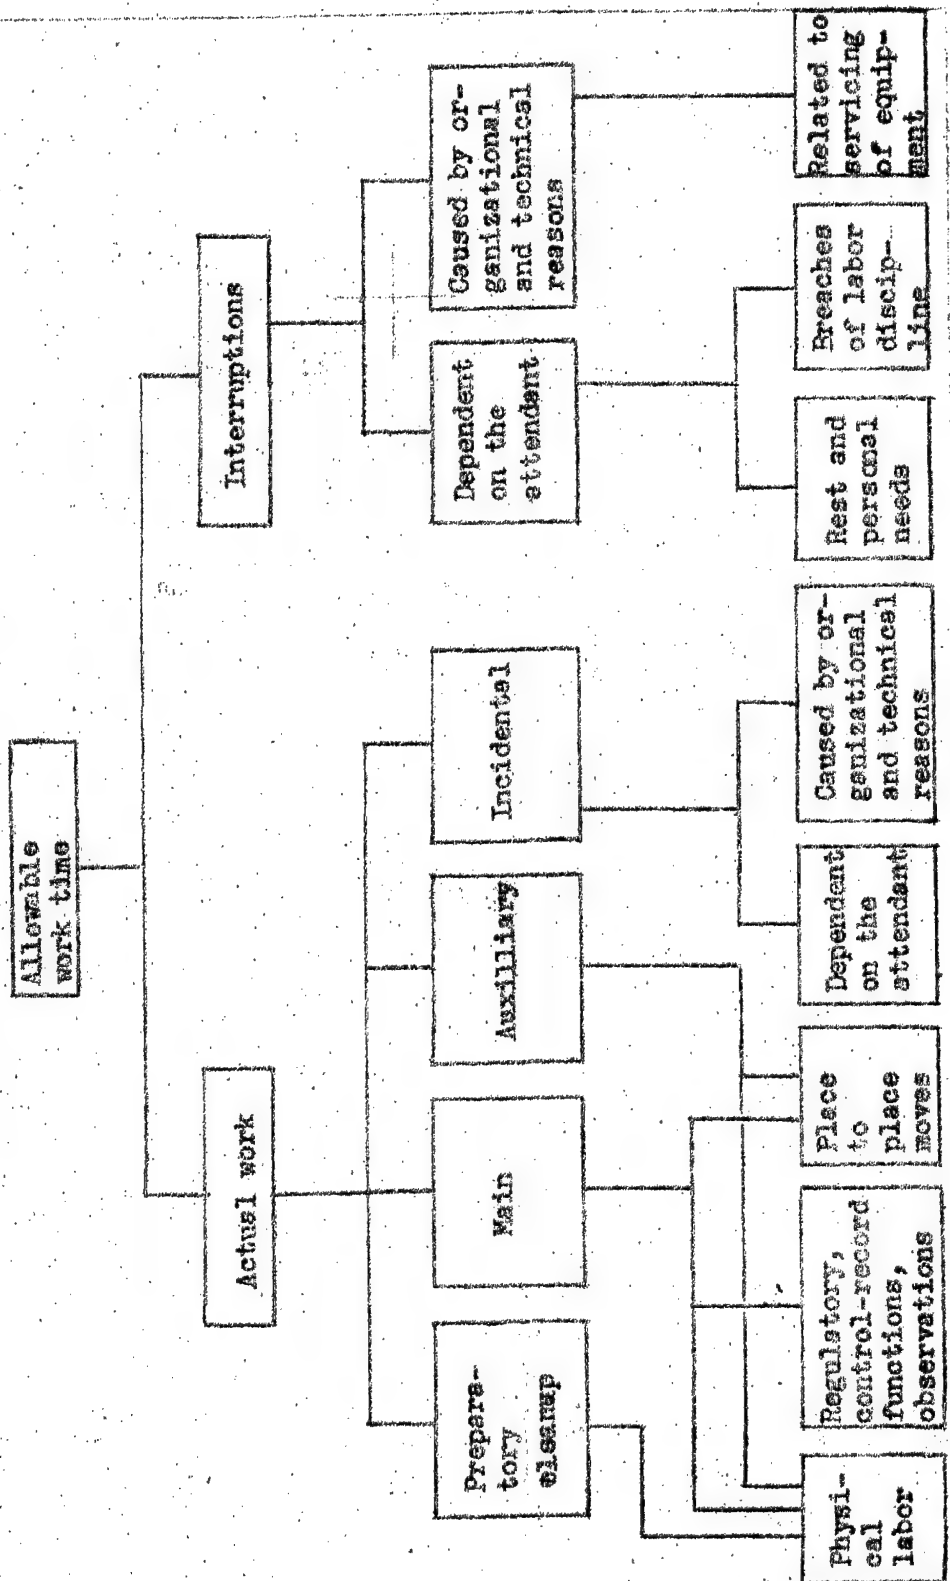 Allowable
work time
Actual work
Interruptions
Prepara-
tory
cleanup
Main
Auxilliary
Incidental
Dependent
on the
attendant
Caused by or-
ganizational
and technical
reasons
Physi-
cal
labor
Regulatory,
control-record
functions,
observations
Place
to
place
moves
Dependent
on the
attendant
Caused by or-
ganizational
and technical
reasons
Rest and
personal
needs
Breaches
of labor
discip-
line
Related to
servicing
of equip-
ment